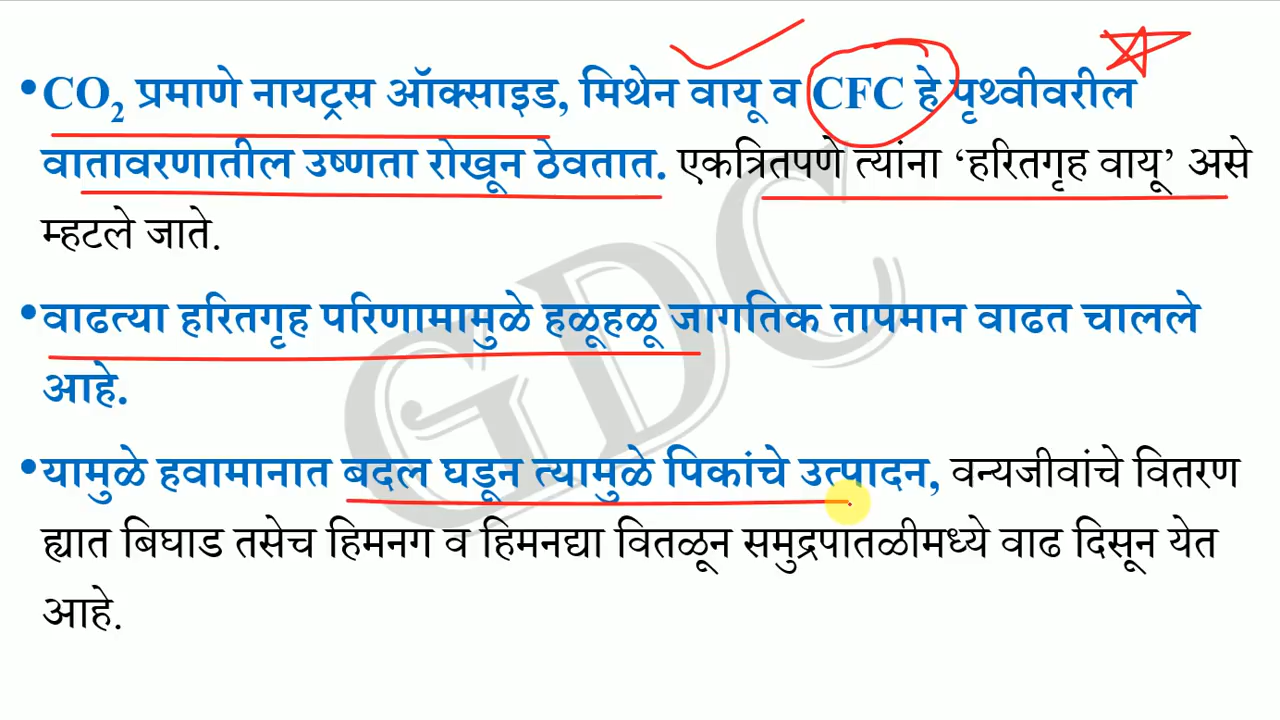 •CO₂ प्रमाणे नायट्रस ऑक्साइड, मिथेन वायू व CFC हे पृथ्वीवरील
वातावरणातील उष्णता रोखून ठेवतात. एकत्रितपणे त्यांना ‘हरितगृह वायू’ असे
म्हटले जाते.
•वाढत्या हरितगृह परिणामामुळे हळूहळू जागतिक तापमान वाढत चालले
आहे.
•यामुळे हवामानात बदल घडून त्यामुळे पिकांचे उत्पादन, वन्यजीवांचे वितरण
ह्यात बिघाड तसेच हिमनग व हिमनद्या वितळून समुद्रपातळीमध्ये वाढ दिसून येत
आहे.
GDC